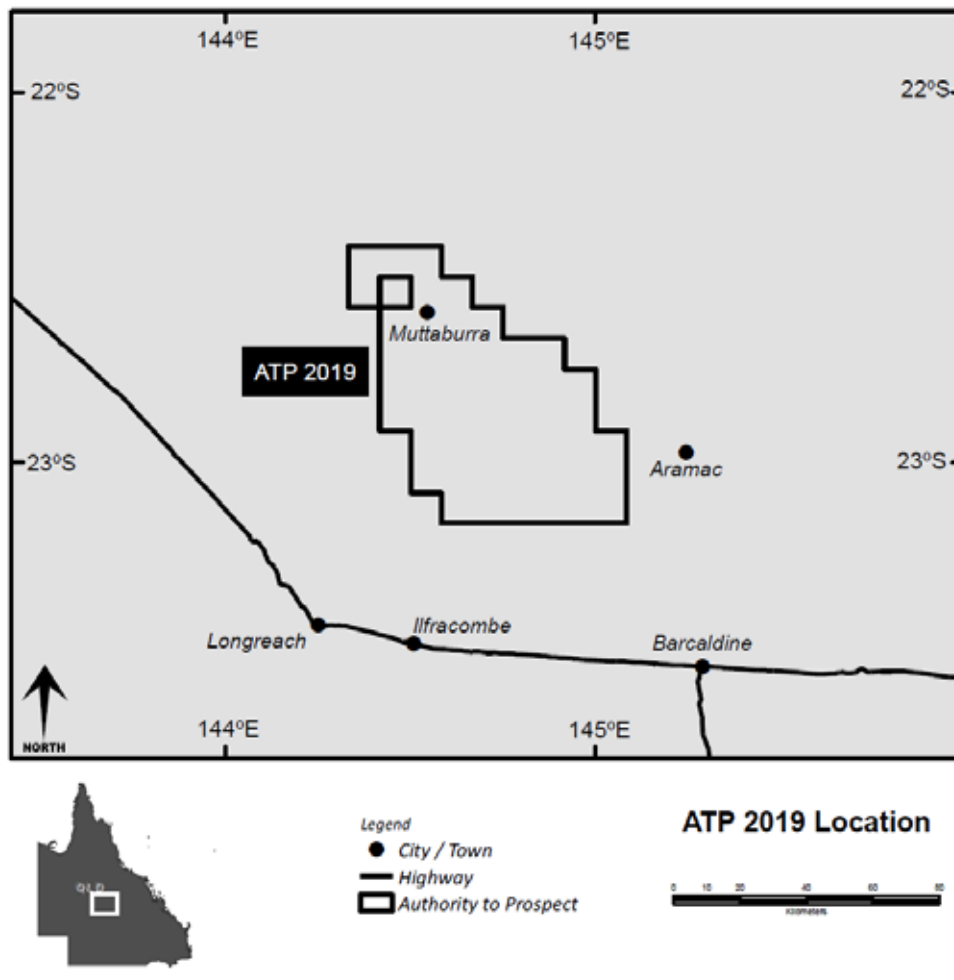 144ºE 145ºE
22ºS 22ºS
Muttaburra
ATP 2019
23ºS 23ºS
Aramac
Longreach Ilfracombe Barcaldine
144ºE 145ºE
NORTH
QLD
Legend
City / Town
Highway
Authority to Prospect
ATP 2019 Location
0 10 20 40 60 80
Kilometers